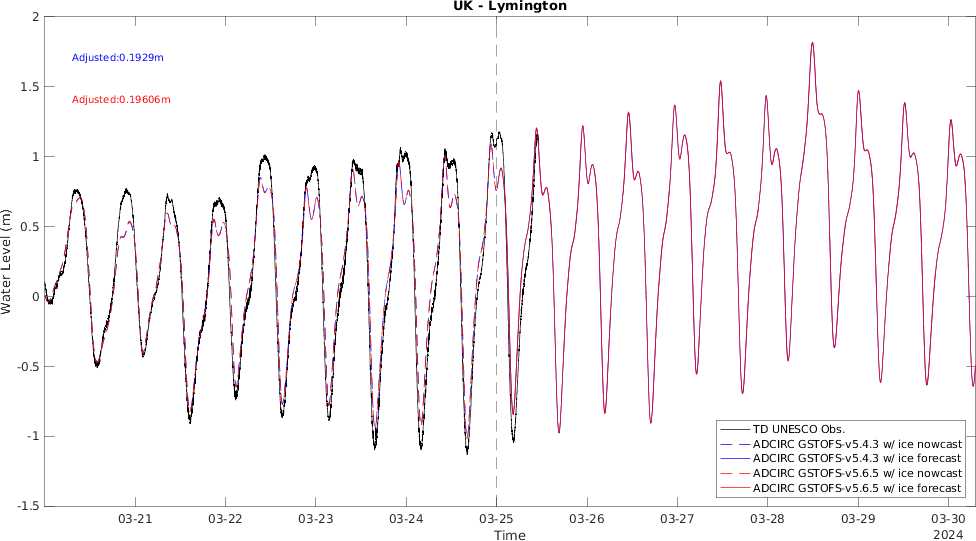 UK - Lymington
Adjusted:0.1929m
Adjusted:0.19606m
Water Level (m)
2
1.5
1
0.5
0
-0.5
-1
-1.5
TD UNESCO Obs.
ADCIRC GSTOFS-v5.4.3 w/ ice nowcast
ADCIRC GSTOFS-v5.4.3 w/ ice forecast
ADCIRC GSTOFS-v5.6.5 w/ ice nowcast
ADCIRC GSTOFS-v5.6.5 w/ ice forecast
03-21 03-22 03-23 03-24 03-25 03-26 03-27 03-28 03-29 03-30
2024
Time